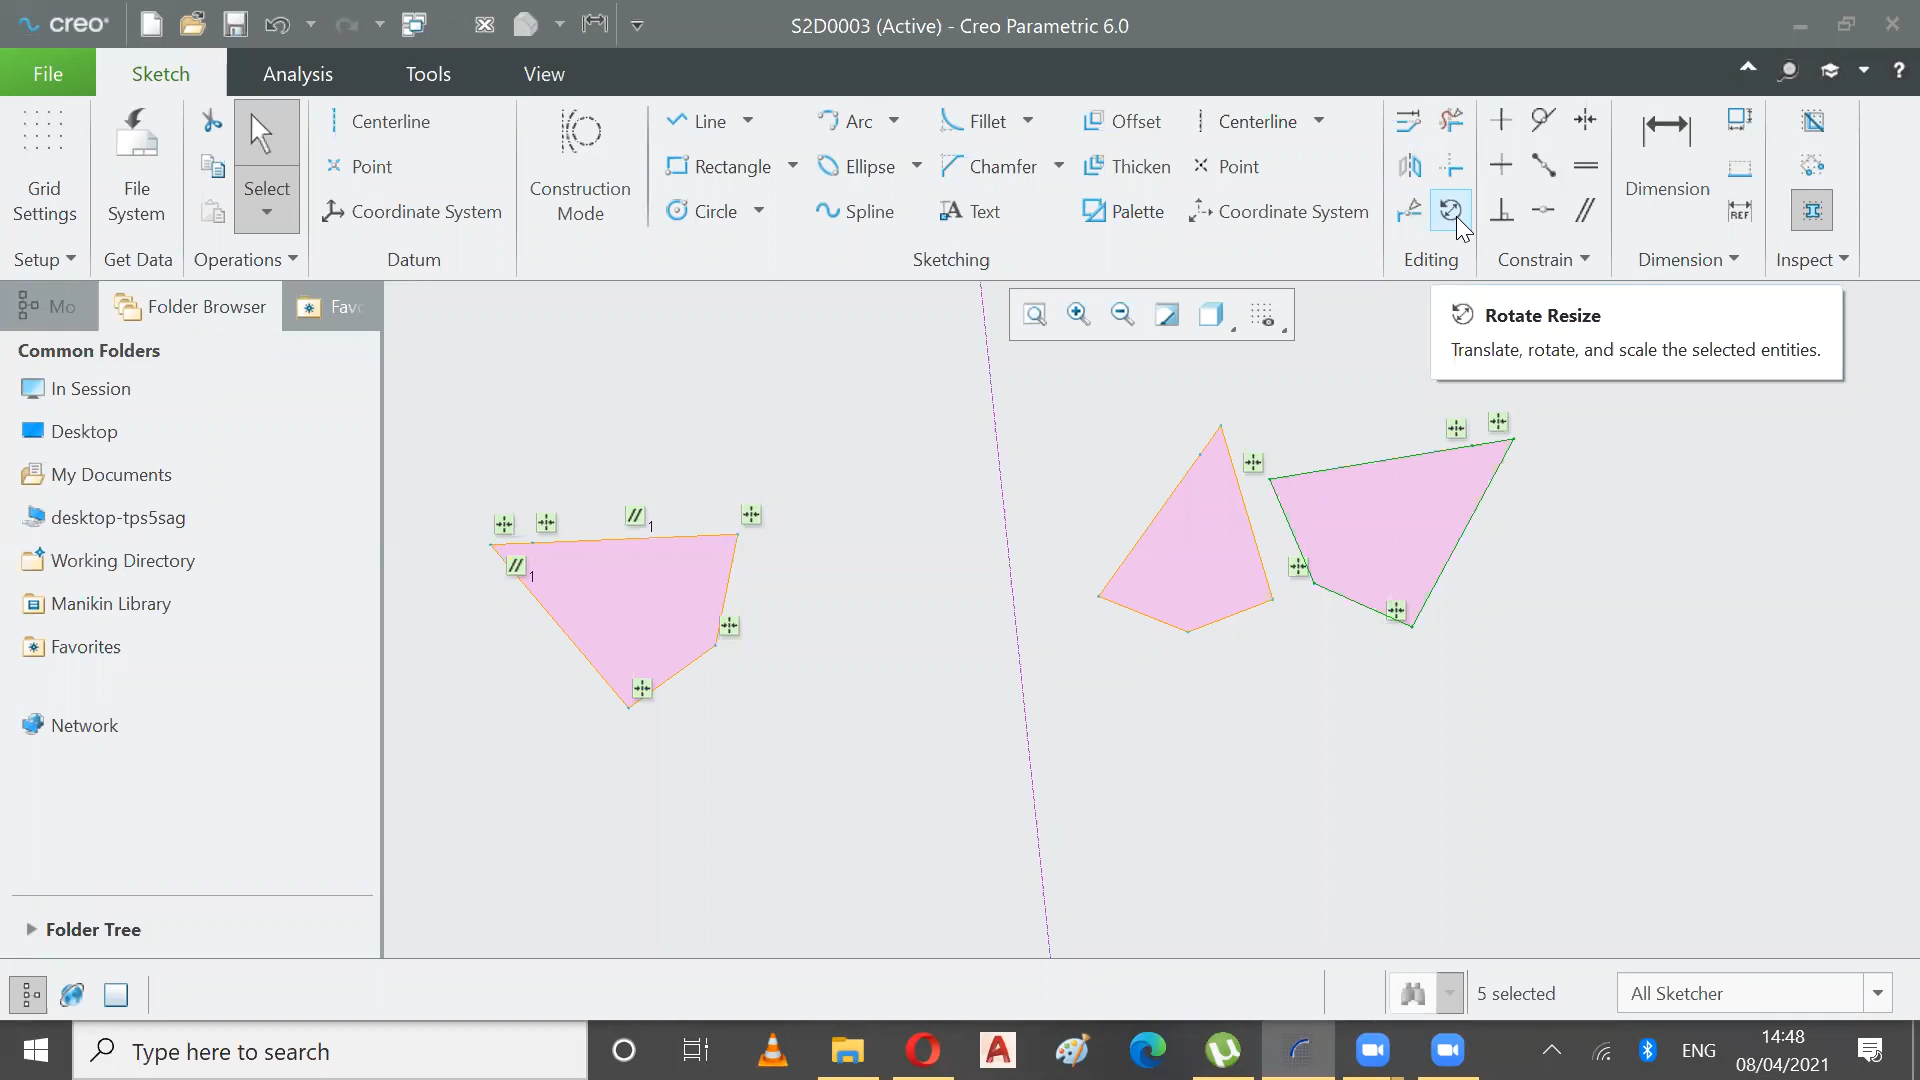 creo®
S2D0003 (Active) - Creo Parametric 6.0
File
Sketch
Analysis
Tools
View
?
Grid Settings
File System
Select
Centerline
Point
Coordinate System
Construction Mode
Line
Rectangle
Circle
Arc
Ellipse
Spline
Fillet
Chamfer
Text
Offset
Thicken
Palette
Centerline
Point
Coordinate System
Dimension
REF
Setup
Get Data
Operations
Datum
Sketching
Editing
Constrain
Dimension
Inspect
Mo
Folder Browser
Common Folders
In Session
Desktop
My Documents
desktop-tps5sag
Working Directory
Manikin Library
Favorites
Network
Folder Tree
Rotate Resize
Translate, rotate, and scale the selected entities.
1
1
5 selected
All Sketcher
Type here to search
ENG
14:48
08/04/2021